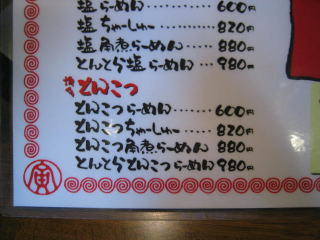 塩らーめん………600円
塩ちゃーしゅー……820円
塩角煮らーめん……880円
とんとら塩らーめん…980円
とんこつ
とんこつらーめん……600円
とんこつちゃーしゅー……820円
とんこつ角煮らーめん 880円
とんとらとんこつらーめん980円